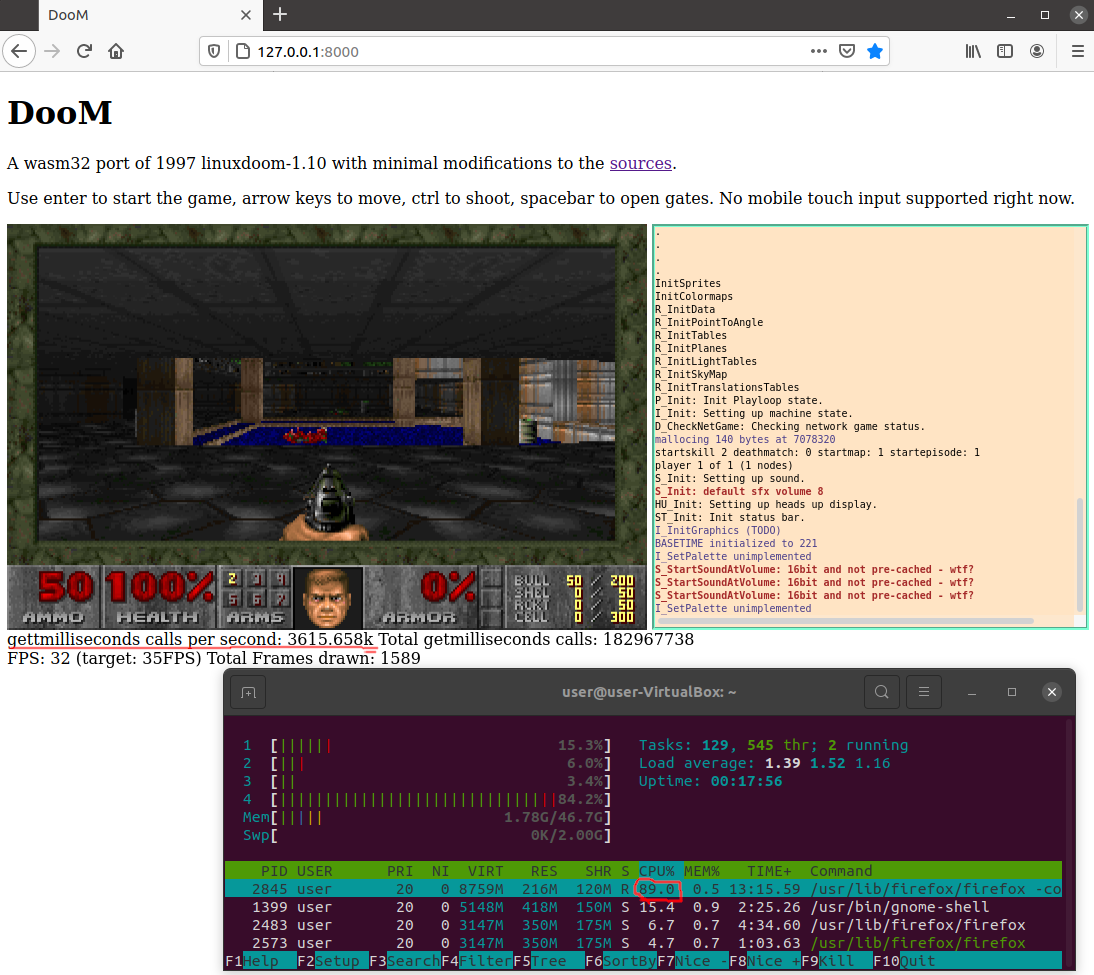 DooM
127.0.0.1:8000
DooM
A wasm32 port of 1997 linuxdoom-1.10 with minimal modifications to the sources.
Use enter to start the game, arrow keys to move, ctrl to shoot, spacebar to open gates. No mobile touch input supported right now.
.
.
.
.
InitSprites
InitColormaps
R_InitData
R_InitPointToAngle
R_InitTables
R_InitPlanes
R_InitLightTables
R_InitSkyMap
R_InitTranslationsTables
P_Init: Init Playloop state.
I_Init: Setting up machine state.
D_CheckNetGame: Checking network game status.
mallocing 140 bytes at 7078320
startskill 2 deathmatch: 0 startmap: 1 startepisode: 1
player 1 of 1 (1 nodes)
S_Init: Setting up sound.
S_Init: default sfx volume 8
HU_Init: Setting up heads up display.
ST_Init: Init status bar.
I_InitGraphics (TODO)
BASETIME initialized to 221
I_SetPalette unimplemented
S_StartSoundAtVolume: 16bit and not pre-cached - wtf?
S_StartSoundAtVolume: 16bit and not pre-cached - wtf?
S_StartSoundAtVolume: 16bit and not pre-cached - wtf?
I_SetPalette unimplemented
50 100% 2 3 4 0% BULL 50 / 200
5 6 7 SHEL 0 / 50
RCKT 0 / 50
AMMO HEALTH ARMS ARMOR CELL 0 / 300
gettmilliseconds calls per second: 3615.658k Total getmilliseconds calls: 182967738
FPS: 32 (target: 35FPS) Total Frames drawn: 1589
user@user-VirtualBox: ~
1 [|||||| 15.3%] Tasks: 129, 545 thr; 2 running
2 [||| 6.0%] Load average: 1.39 1.52 1.16
3 [|| 3.4%] Uptime: 00:17:56
4 [|||||||||||||||||||||||||||||||84.2%]
Mem[||||| 1.78G/46.7G]
Swp[ 0K/2.00G]
PID USER PRI NI VIRT RES SHR S CPU% MEM% TIME+ Command
2845 user 20 0 8759M 216M 120M R 89.0 0.5 13:15.59 /usr/lib/firefox/firefox -co
1399 user 20 0 5148M 418M 150M S 15.4 0.9 2:25.26 /usr/bin/gnome-shell
2483 user 20 0 3147M 350M 175M S 6.7 0.7 4:34.60 /usr/lib/firefox/firefox
2573 user 20 0 3147M 350M 175M S 4.7 0.7 1:03.63 /usr/lib/firefox/firefox
F1Help F2Setup F3SearchF4FilterF5Tree F6SortByF7Nice -F8Nice +F9Kill F10Quit